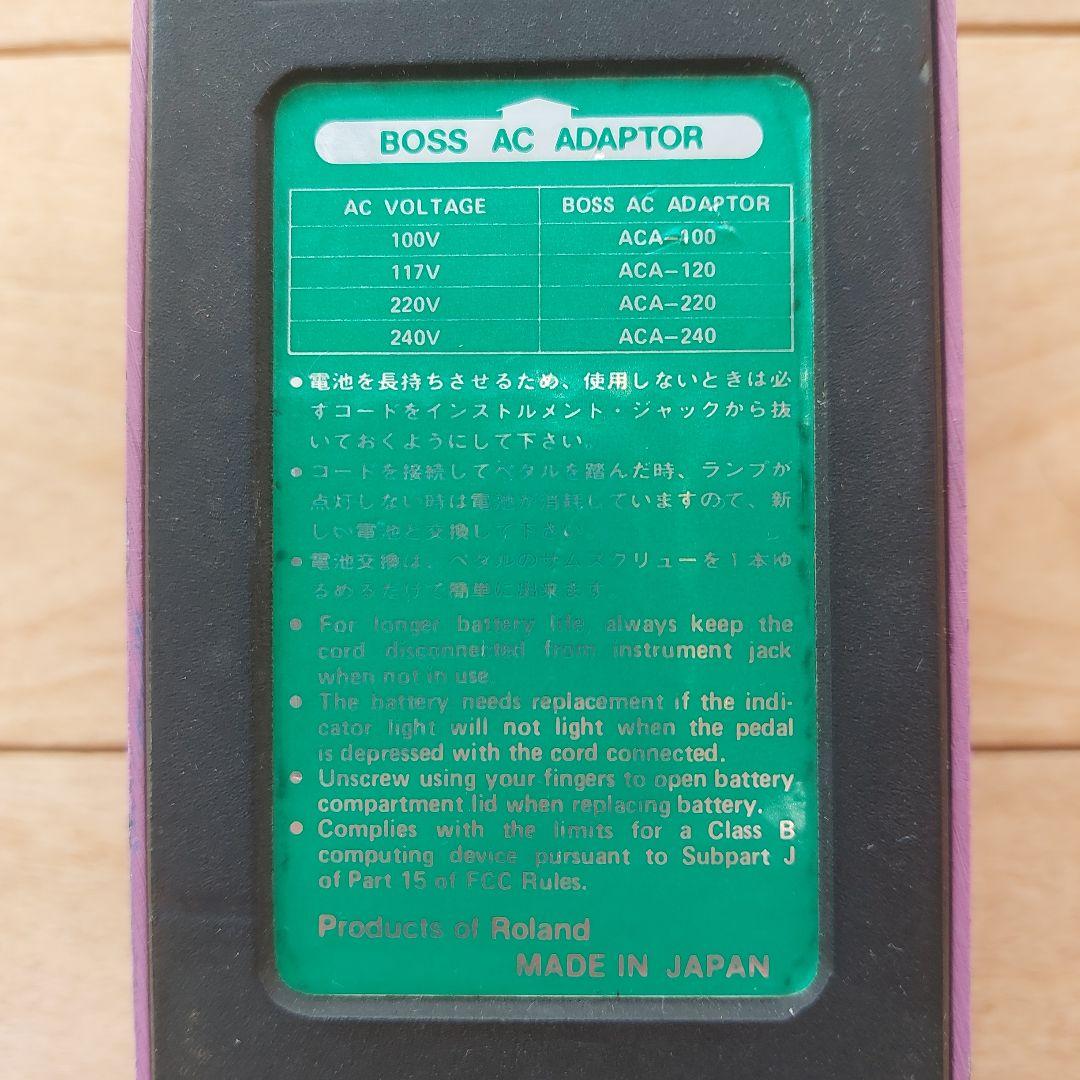 BOSS AC ADAPTOR
AC VOLTAGE BOSS AC ADAPTOR
100V ACA-100
117V ACA-120
220V ACA-220
240V ACA-240
●電池を長持ちさせるため、使用しないときは必
ずコードをインストルメント・ジャックから抜
いておくようにして下さい。
●コードを接続してペダルを踏んだ時、ランプが
点灯しない時は電池が消耗していますので、新
しい電池と交換して下さい。
●電池交換は、ペダルのサムスクリューを1本ゆ
るめるだけで簡単に出来ます。
● For longer battery life, always keep the
cord disconnected from instrument jack
when not in use.
● The battery needs replacement if the indi-
cator light will not light when the pedal
is depressed with the cord connected.
● Unscrew using your fingers to open battery
compartment lid when replacing battery.
● Complies with the limits for a Class B
computing device pursuant to Subpart J
of Part 15 of FCC Rules.
Products of Roland
MADE IN JAPAN